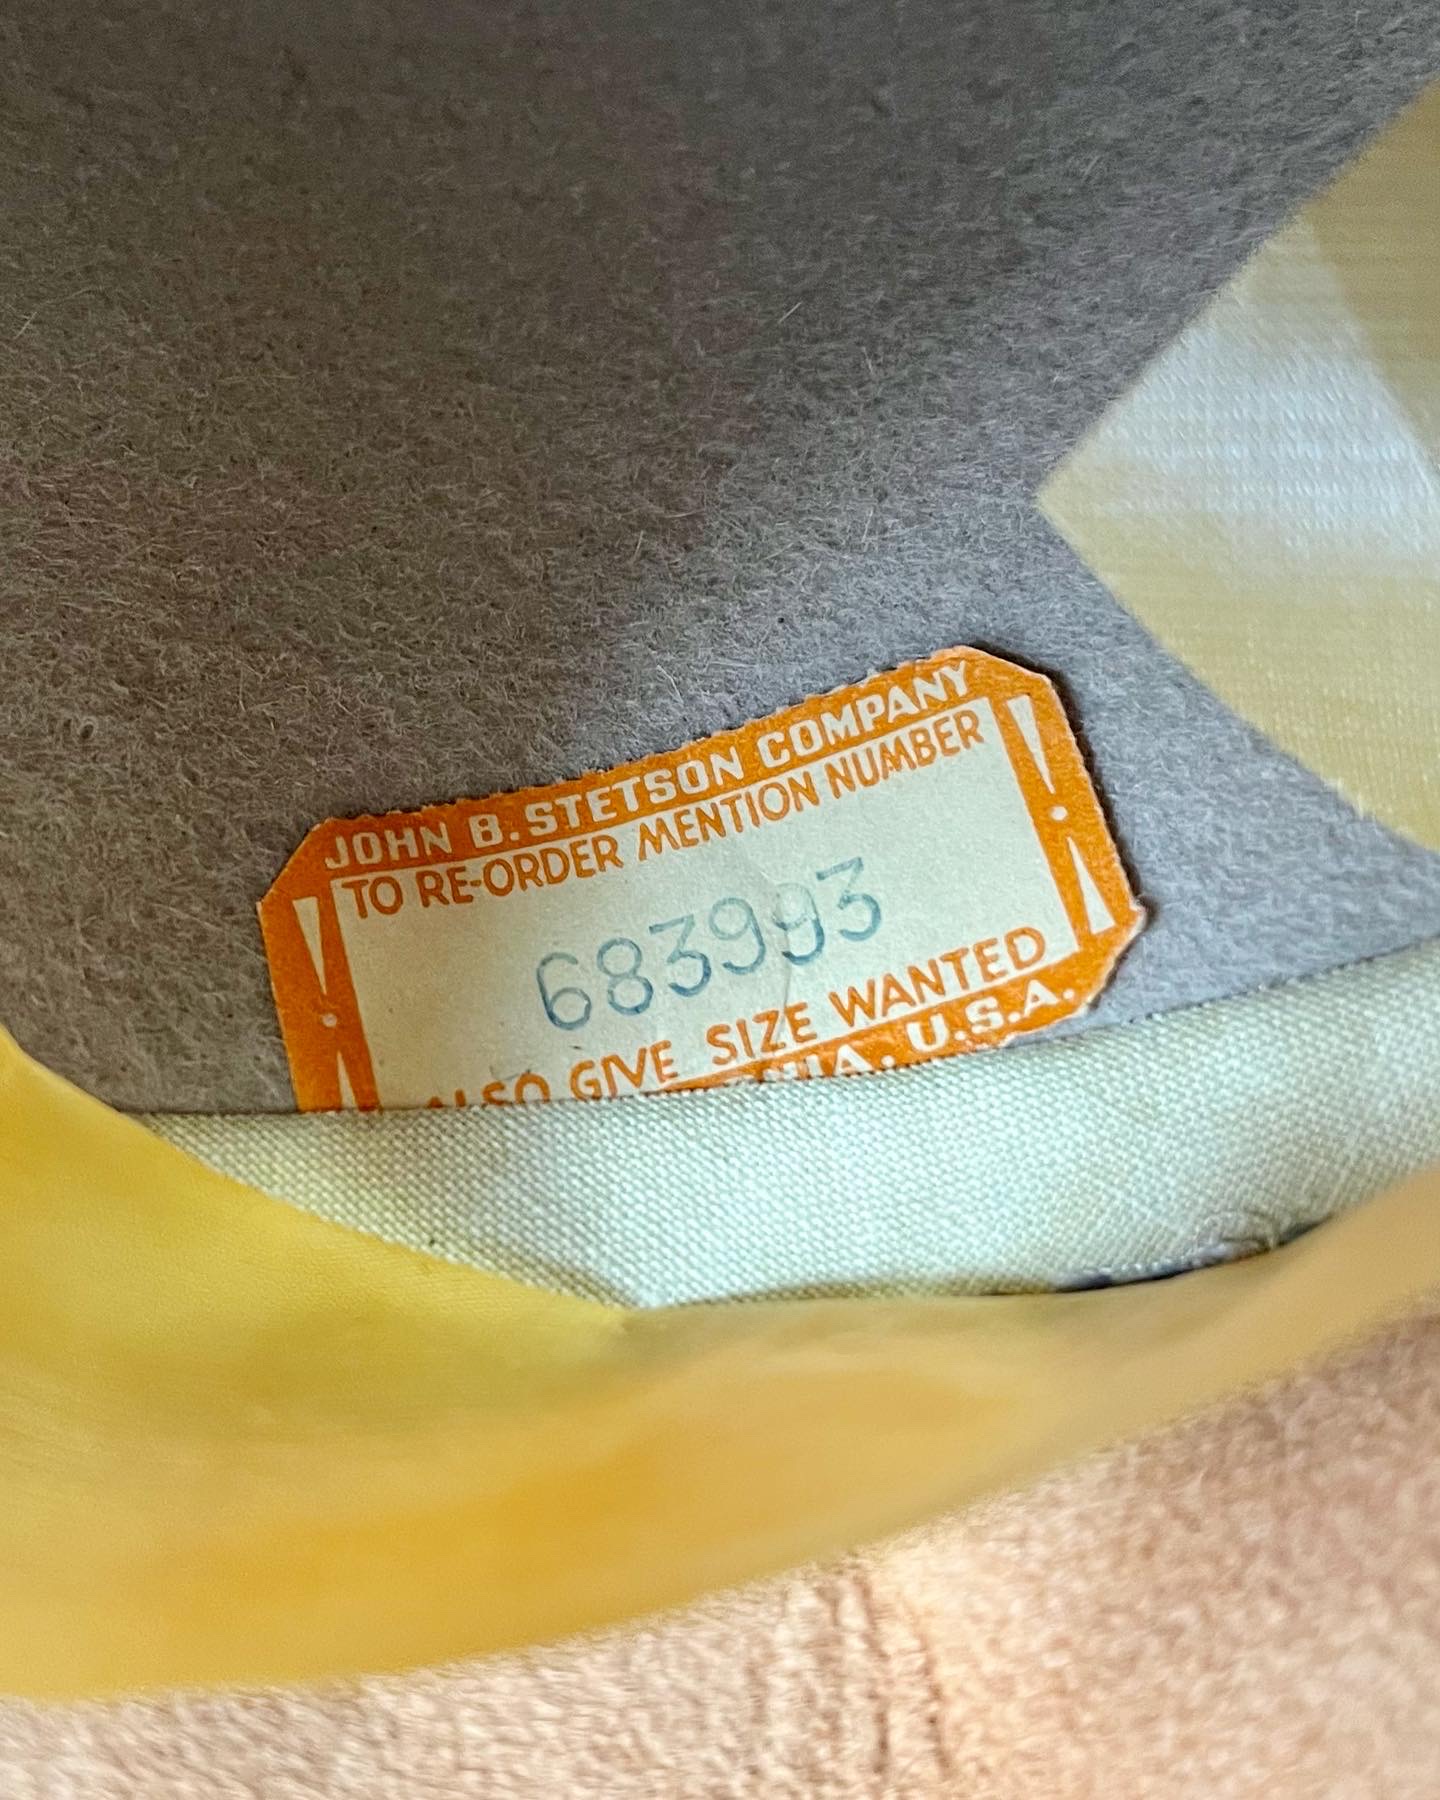 JOHN B. STETSON COMPANY
TO RE-ORDER MENTION NUMBER
683993
ALSO GIVE SIZE WANTED
U.S.A.